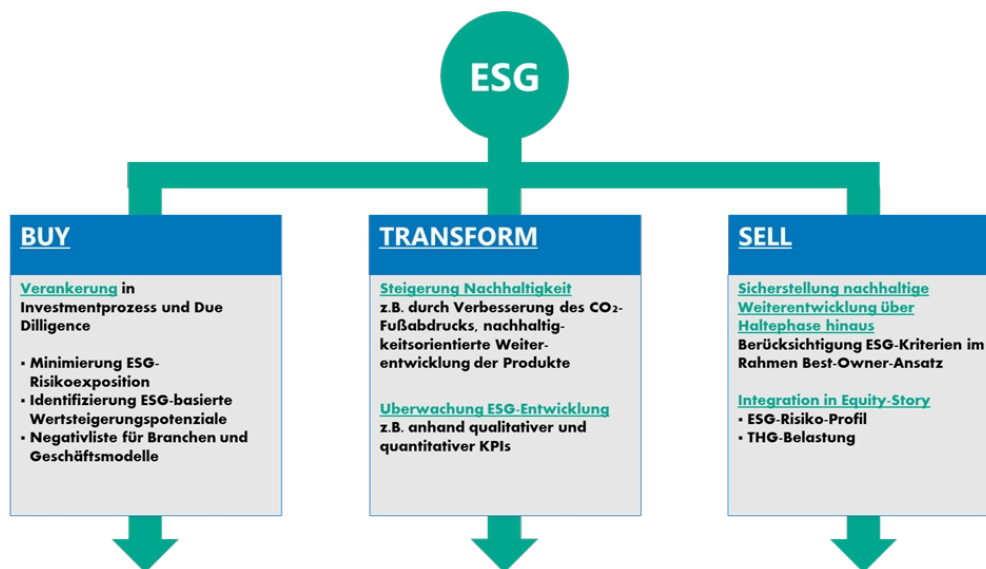 ESG
BUY
Verankerung in
Investmentprozess und Due
Dilligence
▪ Minimierung ESG-
Risikoexposition
▪ Identifizierung ESG-basierte
Wertsteigerungspotenziale
▪ Negativliste für Branchen und
Geschäftsmodelle
TRANSFORM
Steigerung Nachhaltigkeit
z.B. durch Verbesserung des CO₂-
Fußabdrucks, nachhaltig-
keitsorientierte Weiter-
entwicklung der Produkte
Überwachung ESG-Entwicklung
z.B. anhand qualitativer und
quantitativer KPIs
SELL
Sicherstellung nachhaltige
Weiterentwicklung über
Haltephase hinaus
Berücksichtigung ESG-Kriterien im
Rahmen Best-Owner-Ansatz
Integration in Equity-Story
▪ ESG-Risiko-Profil
▪ THG-Belastung